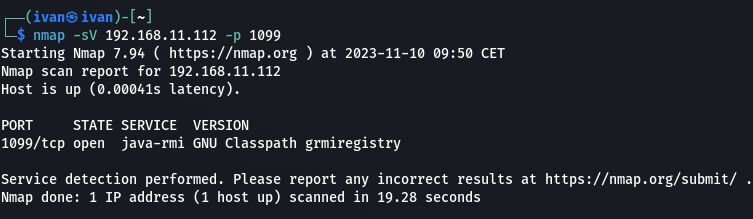 ┌──(ivan㉿ivan)-[~]
└─$ nmap -sV 192.168.11.112 -p 1099
Starting Nmap 7.94 ( https://nmap.org ) at 2023-11-10 09:50 CET
Nmap scan report for 192.168.11.112
Host is up (0.00041s latency).
PORT     STATE SERVICE  VERSION
1099/tcp open  java-rmi GNU Classpath grmiregistry
Service detection performed. Please report any incorrect results at https://nmap.org/submit/ .
Nmap done: 1 IP address (1 host up) scanned in 19.28 seconds